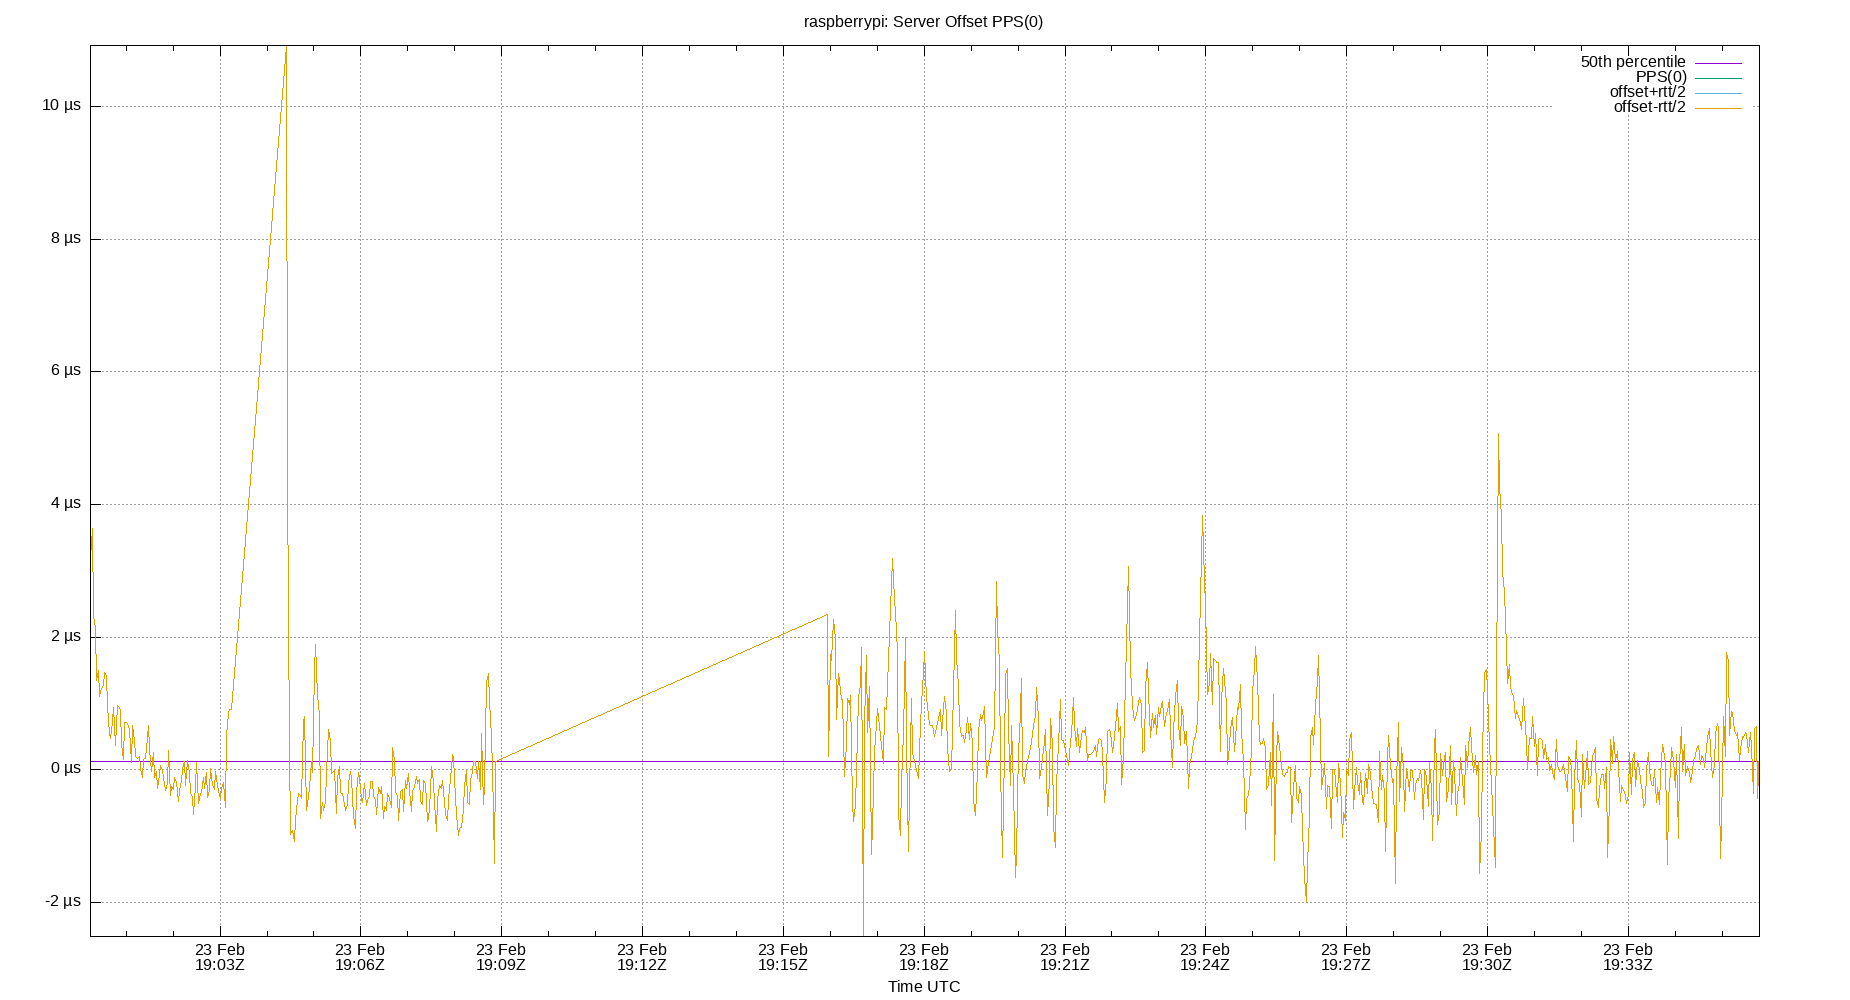 raspberrypi: Server Offset PPS(0)
50th percentile
PPS(0)
offset+rtt/2
offset-rtt/2
10 µs
8 µs
6 µs
4 µs
2 µs
0 µs
-2 µs
23 Feb 23 Feb 23 Feb 23 Feb 23 Feb 23 Feb 23 Feb 23 Feb 23 Feb 23 Feb 23 Feb
19:03Z 19:06Z 19:09Z 19:12Z 19:15Z 19:18Z 19:21Z 19:24Z 19:27Z 19:30Z 19:33Z
Time UTC